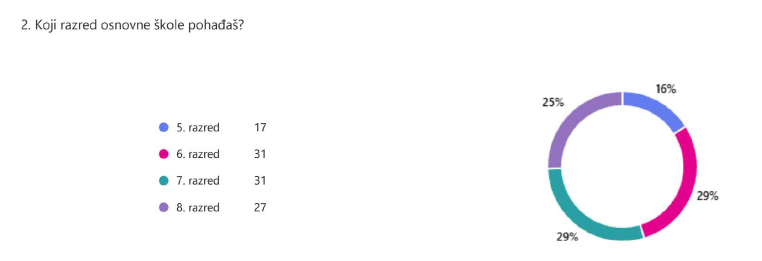 2. Koji razred osnovne škole pohađaš?
5. razred 17
6. razred 31
7. razred 31
8. razred 27
16%
25%
29%
29%